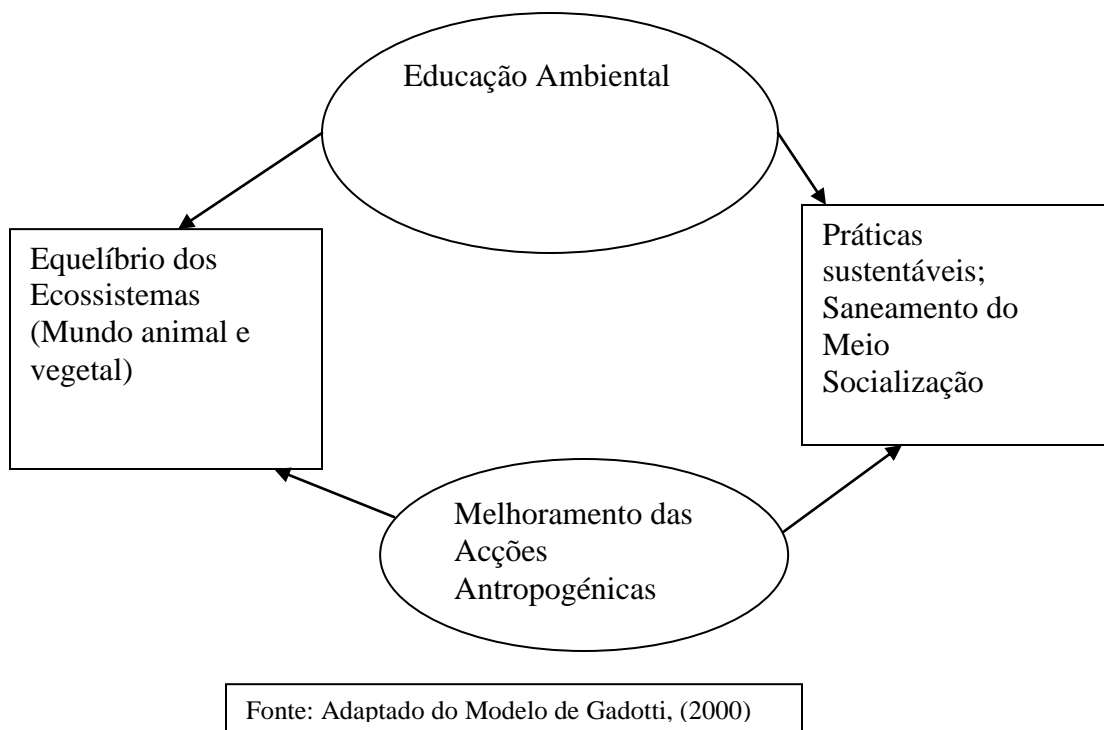 Educação Ambiental
Equelíbrio dos
Ecossistemas
(Mundo animal e
vegetal)
Práticas
sustentáveis;
Saneamento do
Meio
Socialização
Melhoramento das
Acções
Antropogénicas
Fonte: Adaptado do Modelo de Gadotti, (2000)